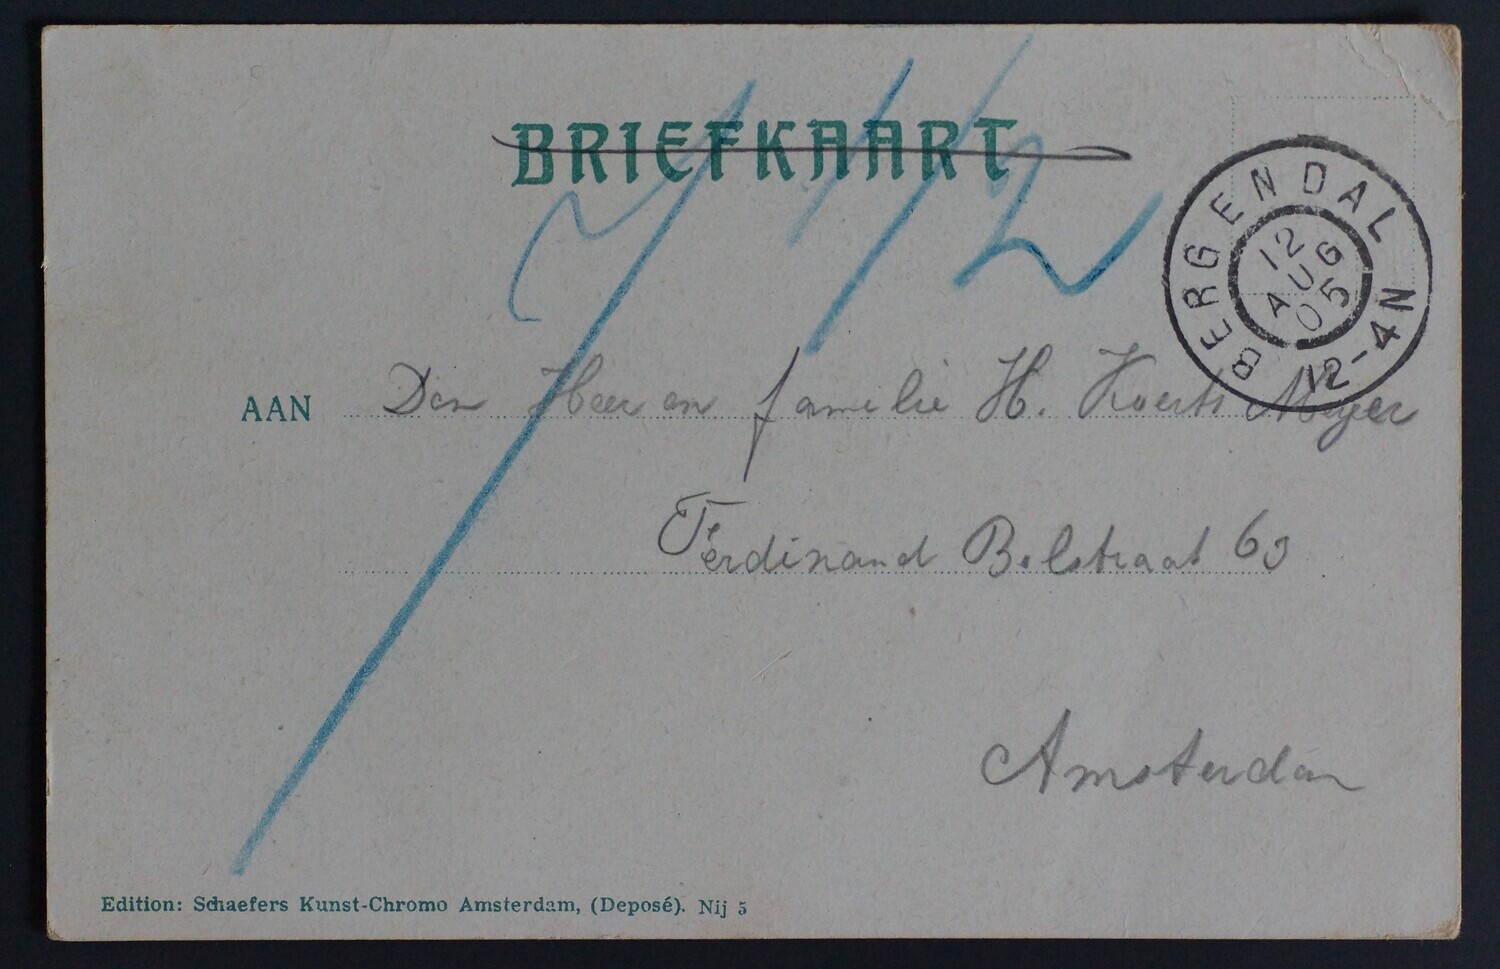 BRIEFKAART
BERGENDAL
12 AUG 05
12-4N
AAN Den Heer en familie H. Koerts Meyer
Ferdinand Bolstraat 60
Amsterdam
Edition: Schaefers Kunst-Chromo Amsterdam, (Deposé). Nij 5